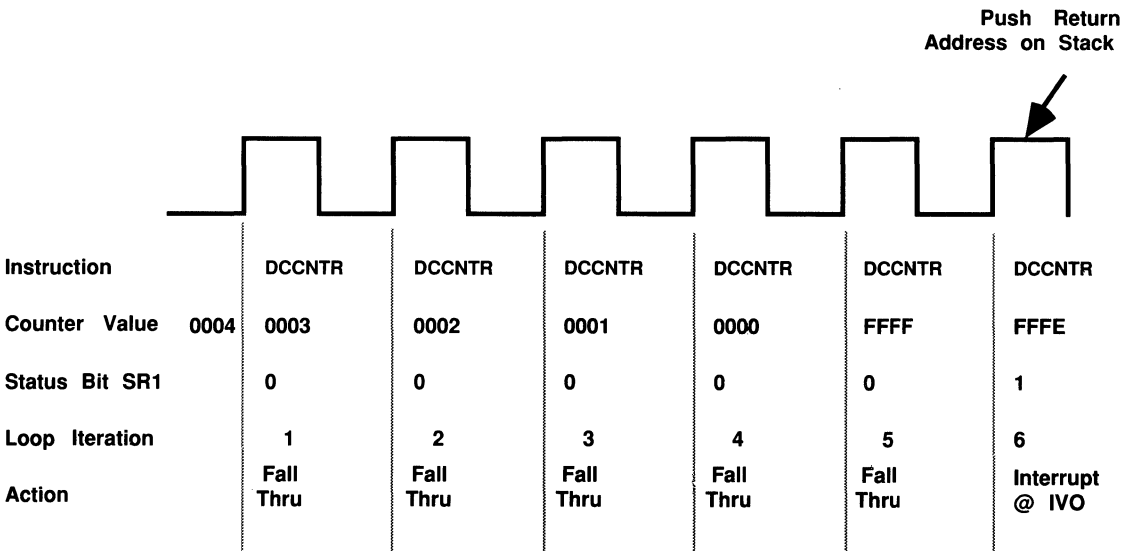 Push Return
Address on Stack
Instruction DCCNTR DCCNTR DCCNTR DCCNTR DCCNTR DCCNTR
Counter Value 0004 0003 0002 0001 0000 FFFF FFFE
Status Bit SR1 0 0 0 0 0 1
Loop Iteration 1 2 3 4 5 6
Action Fall Thru Fall Thru Fall Thru Fall Thru Fall Thru Interrupt @ IVO